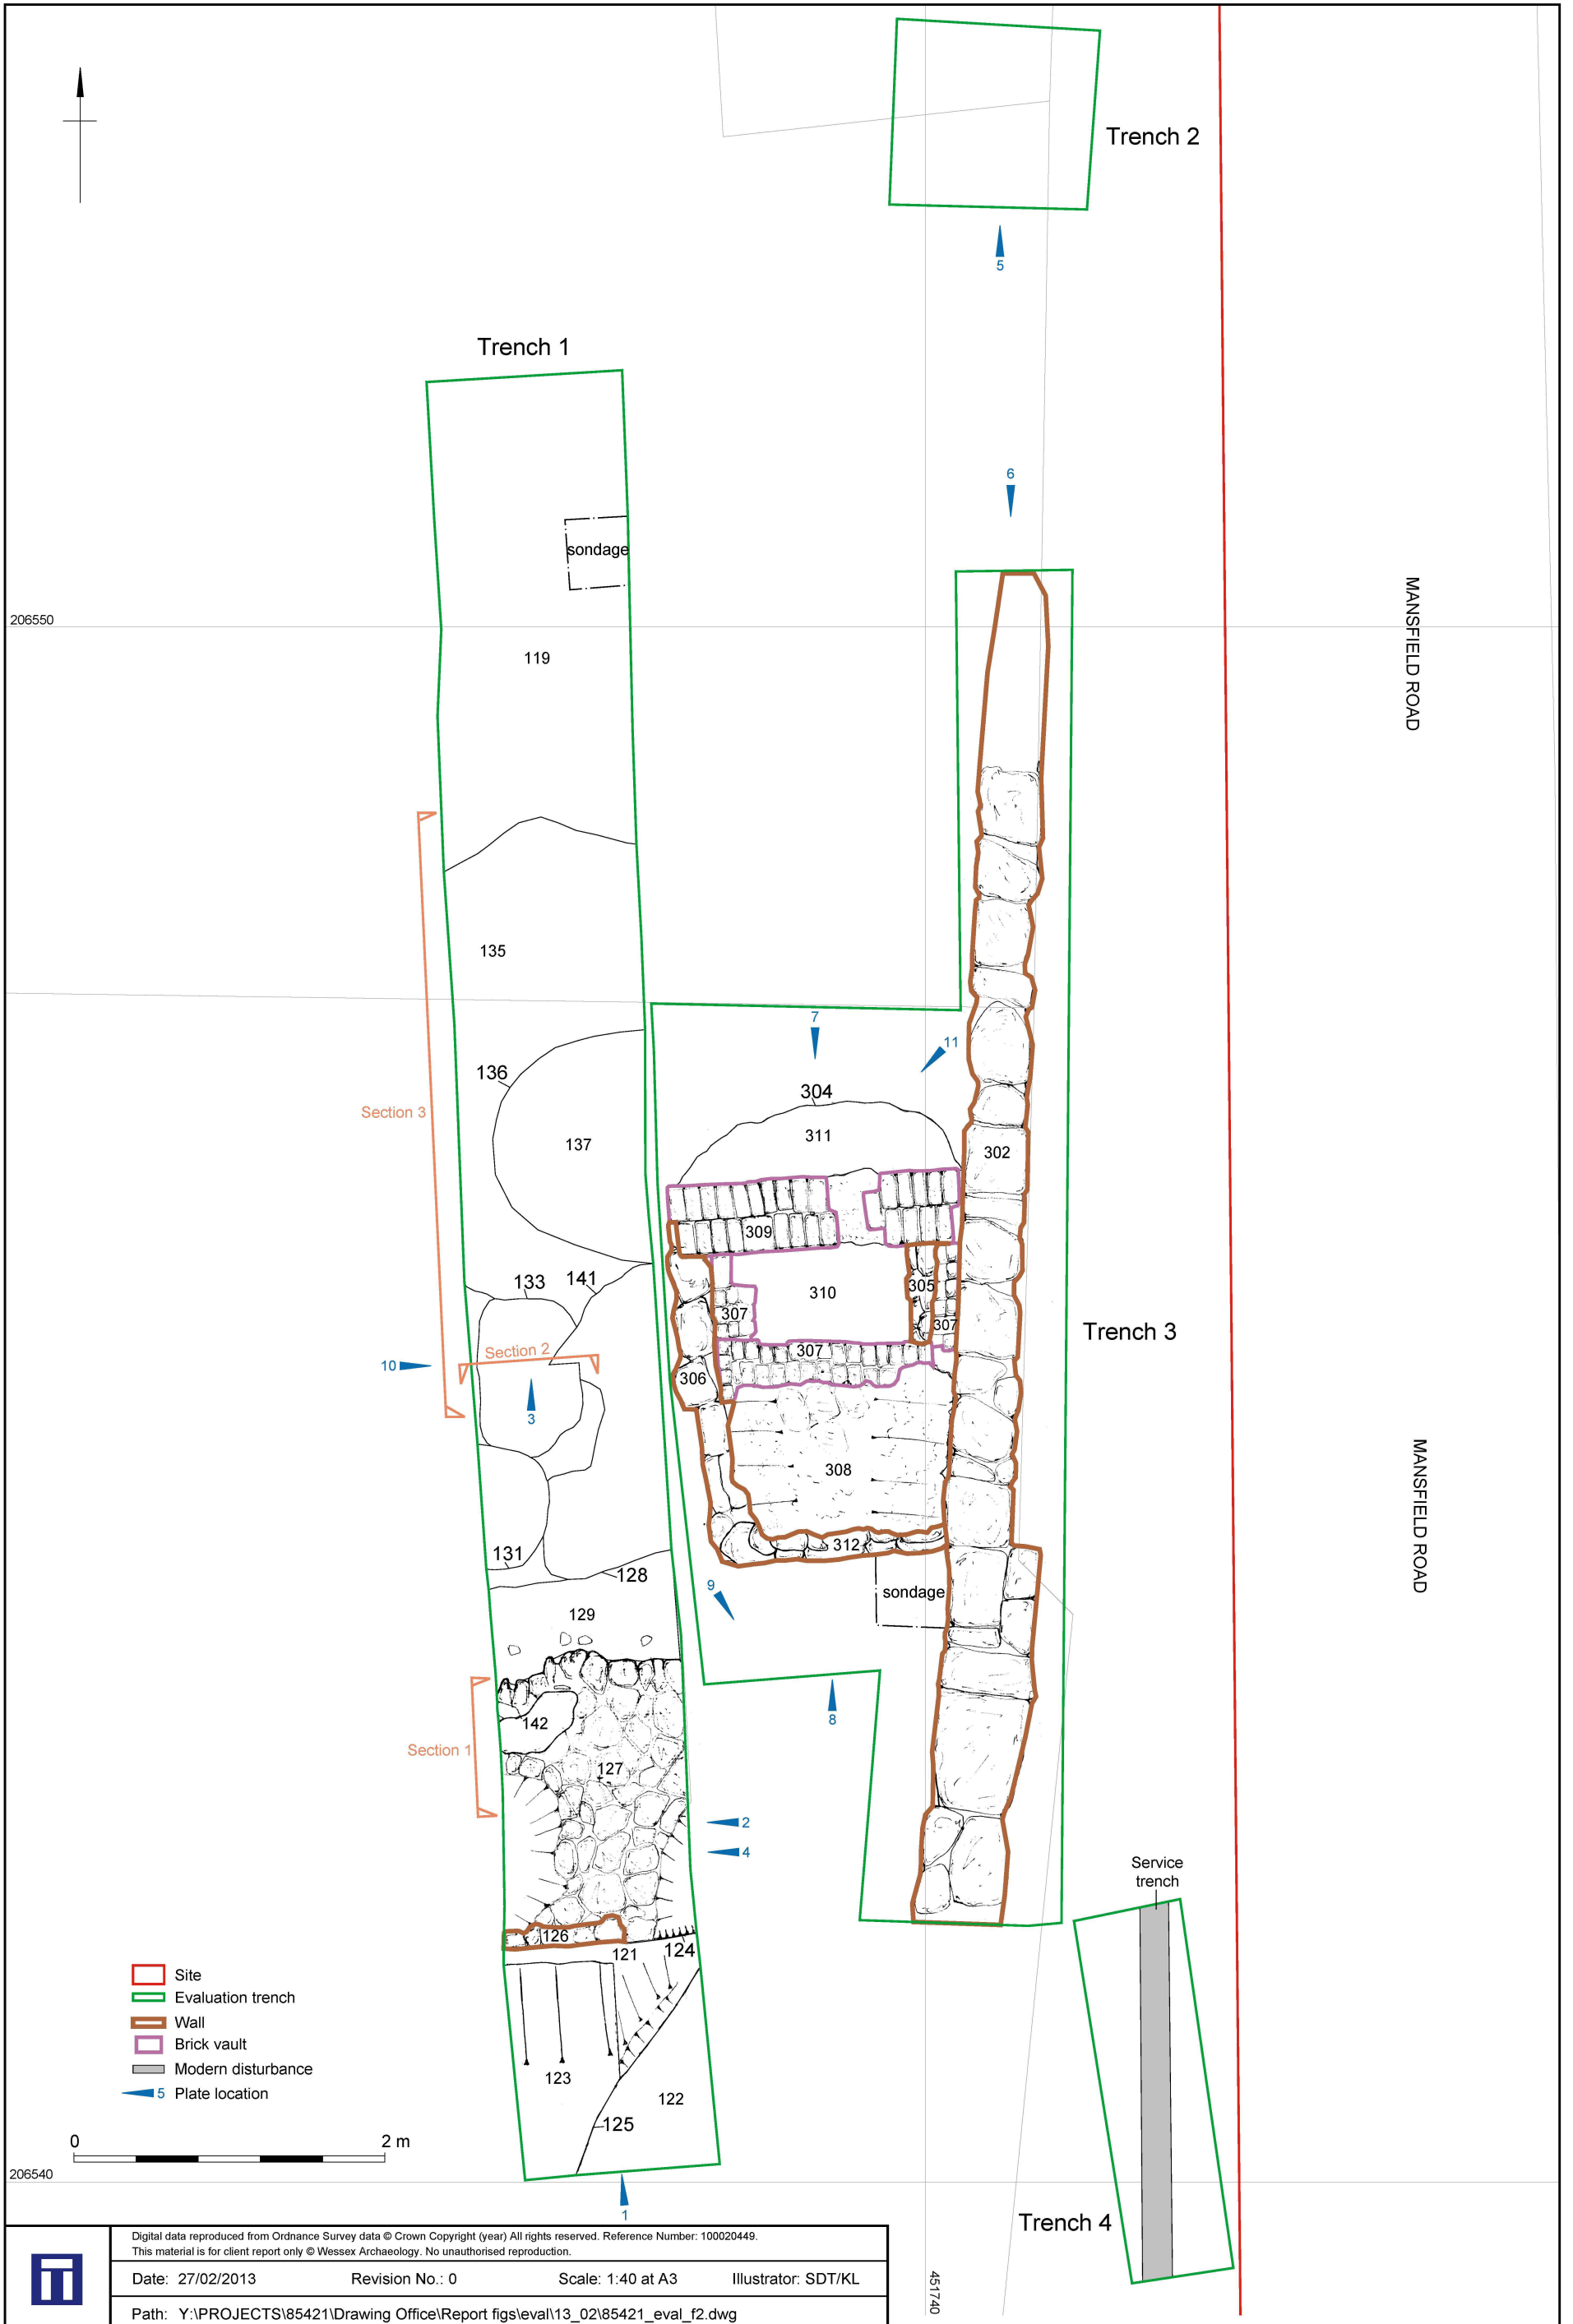 Trench 2
5
Trench 1
6
sondage
206550
119
MANSFIELD ROAD
135
7
11
136
304
Section 3
137
311
302
309
133
141
305
310
307
307
Trench 3
Section 2
307
10
306
3
308
MANSFIELD ROAD
131
312
128
9
sondage
129
142
8
Section 1
127
2
4
Service
trench
126
121
124
Site
Evaluation trench
Wall
Brick vault
Modern disturbance
5 Plate location
123
122
125
0 2 m
206540
1
Trench 4
451740
Digital data reproduced from Ordnance Survey data © Crown Copyright (year) All rights reserved. Reference Number: 100020449.
This material is for client report only © Wessex Archaeology. No unauthorised reproduction.
Date: 27/02/2013 Revision No.: 0 Scale: 1:40 at A3 Illustrator: SDT/KL
Path: Y:\PROJECTS\85421\Drawing Office\Report figs\eval\13_02\85421_eval_f2.dwg